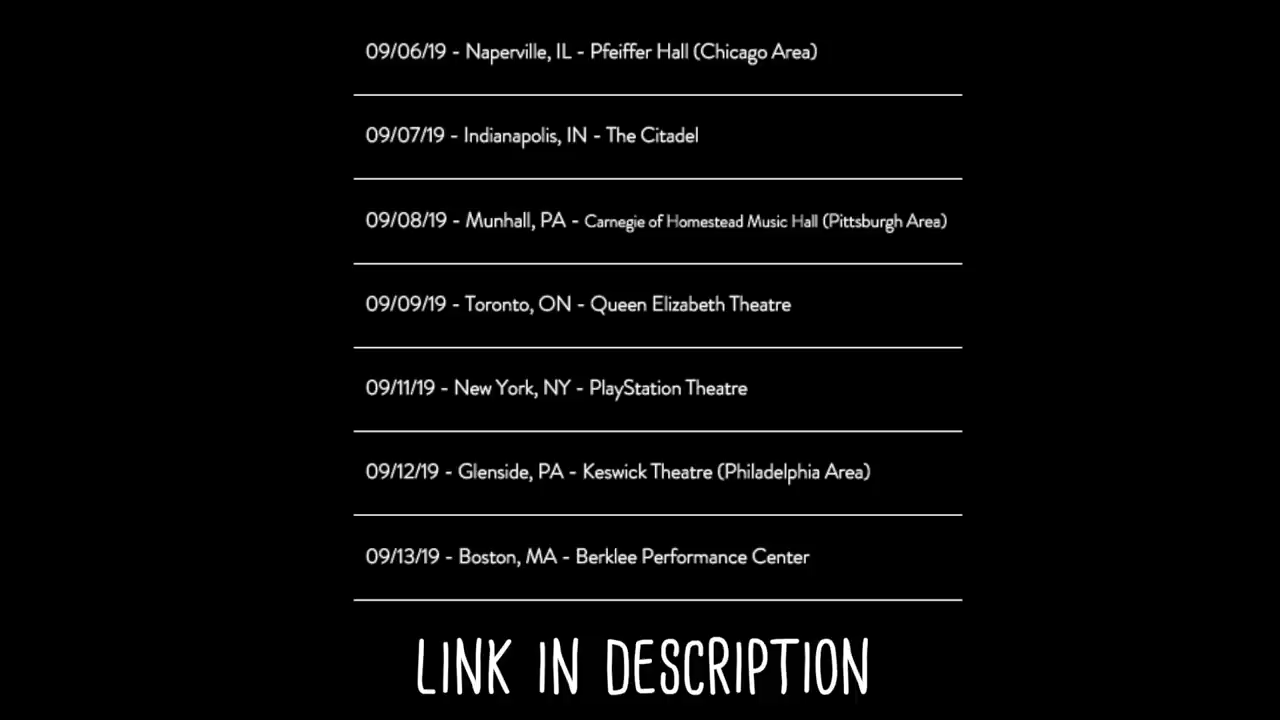 09/06/19 - Naperville, IL - Pfeiffer Hall (Chicago Area)
09/07/19 - Indianapolis, IN - The Citadel
09/08/19 - Munhall, PA - Carnegie of Homestead Music Hall (Pittsburgh Area)
09/09/19 - Toronto, ON - Queen Elizabeth Theatre
09/11/19 - New York, NY - PlayStation Theatre
09/12/19 - Glenside, PA - Keswick Theatre (Philadelphia Area)
09/13/19 - Boston, MA - Berklee Performance Center
LINK IN DESCRIPTION